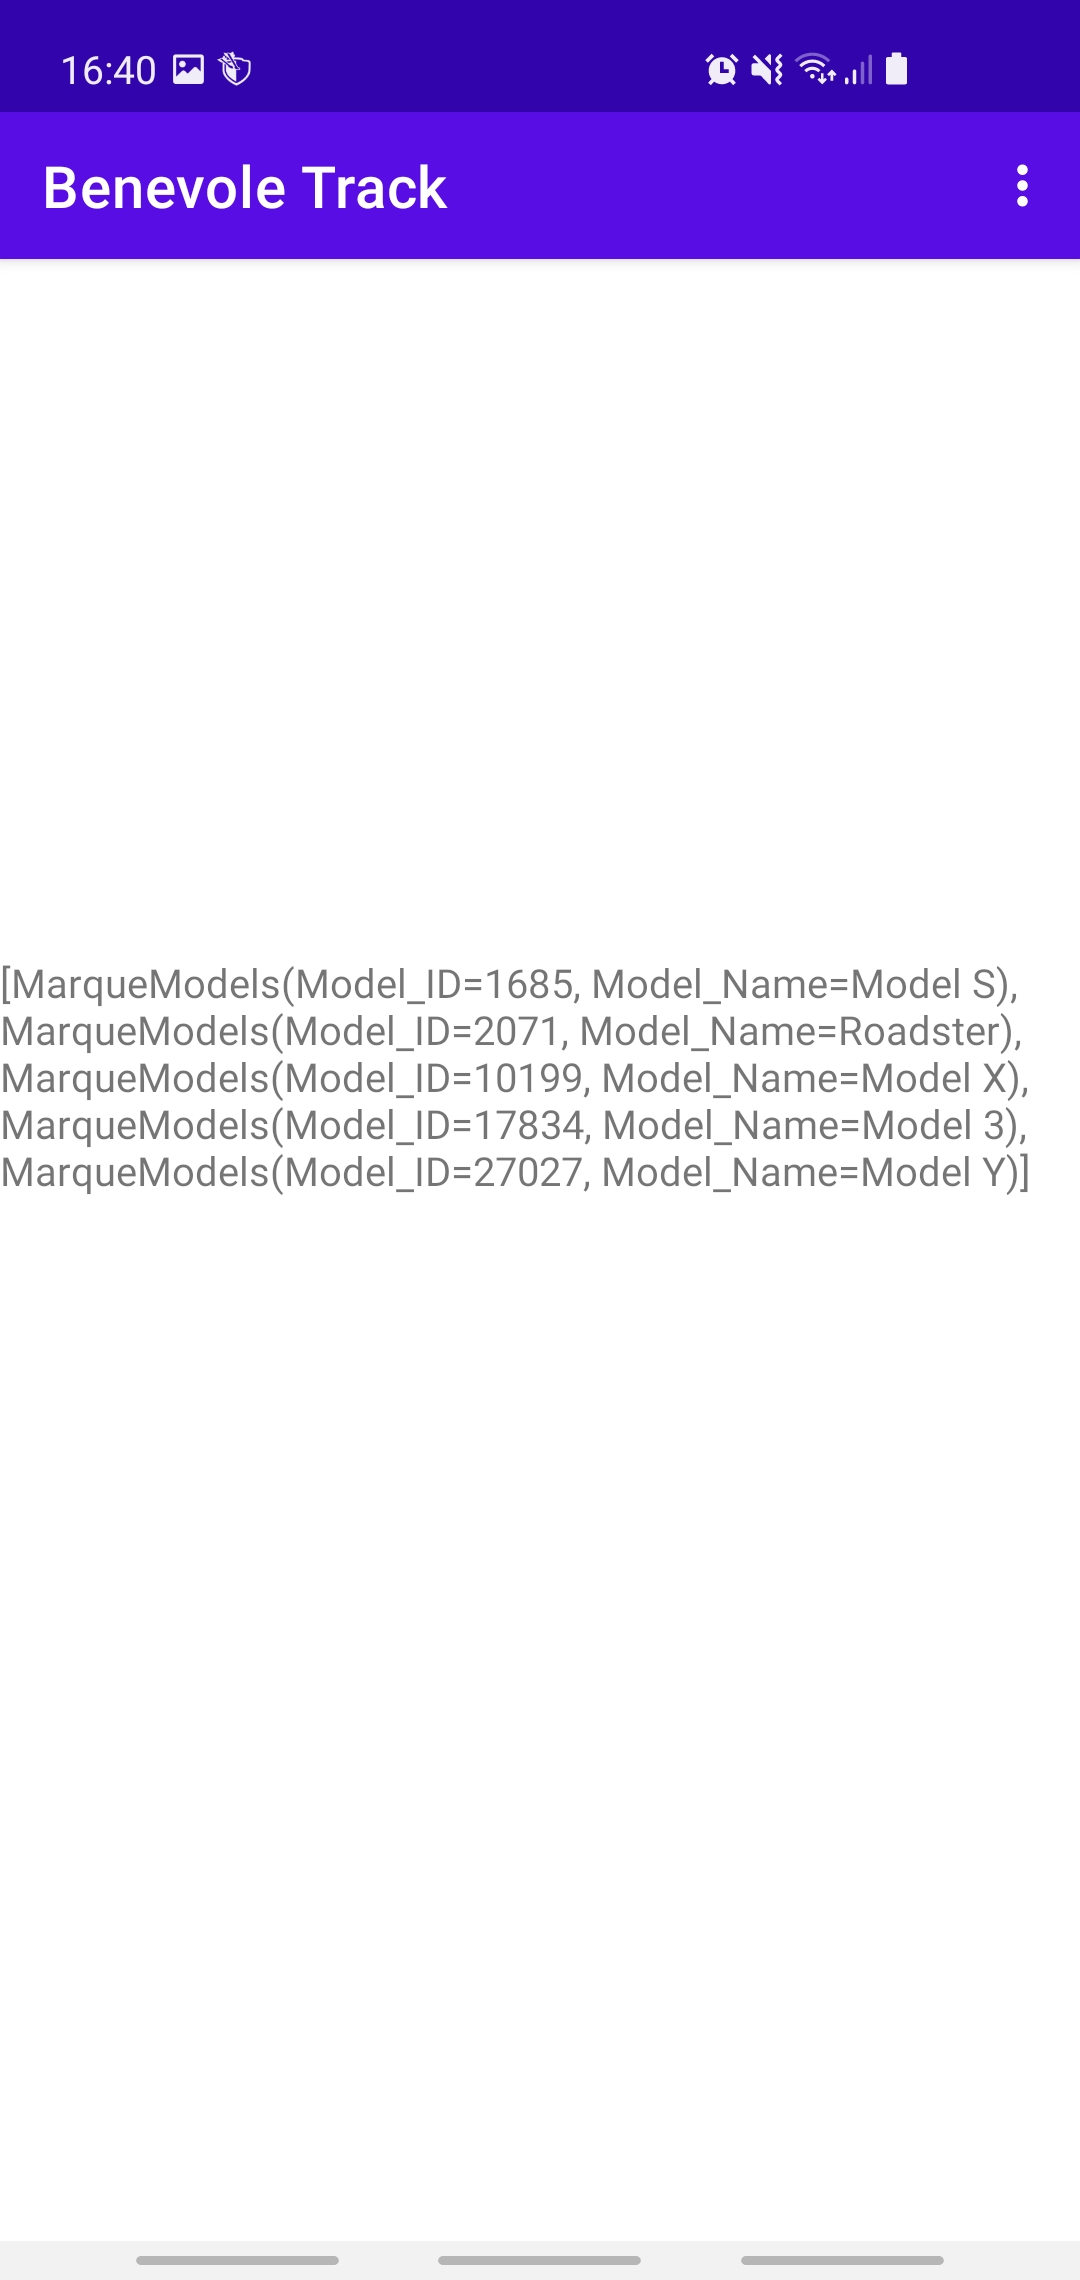 16:40
Benevole Track
[MarqueModels(Model_ID=1685, Model_Name=Model S),
MarqueModels(Model_ID=2071, Model_Name=Roadster),
MarqueModels(Model_ID=10199, Model_Name=Model X),
MarqueModels(Model_ID=17834, Model_Name=Model 3),
MarqueModels(Model_ID=27027, Model_Name=Model Y)]